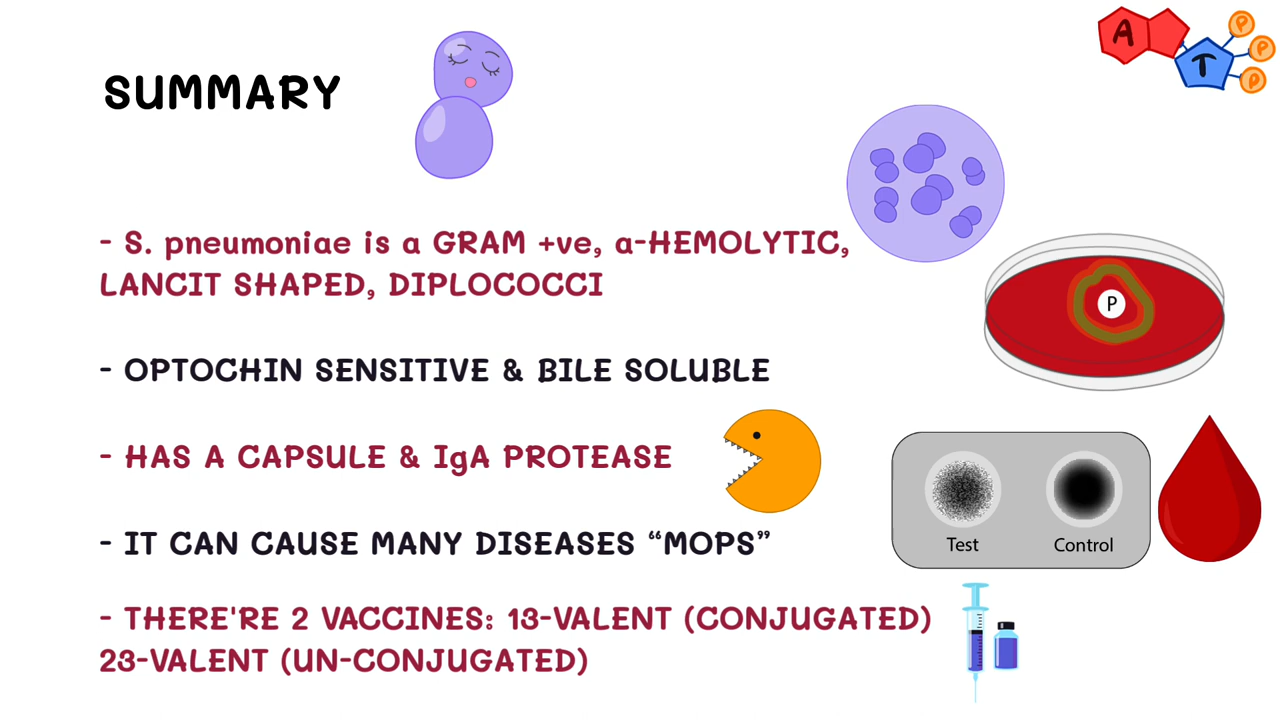 SUMMARY
A T P P P
- S. pneumoniae is a GRAM +ve, α-HEMOLYTIC,
LANCIT SHAPED, DIPLOCOCCI
P
- OPTOCHIN SENSITIVE & BILE SOLUBLE
- HAS A CAPSULE & IgA PROTEASE
- IT CAN CAUSE MANY DISEASES “MOPS”
Test Control
- THERE'RE 2 VACCINES: 13-VALENT (CONJUGATED)
23-VALENT (UN-CONJUGATED)